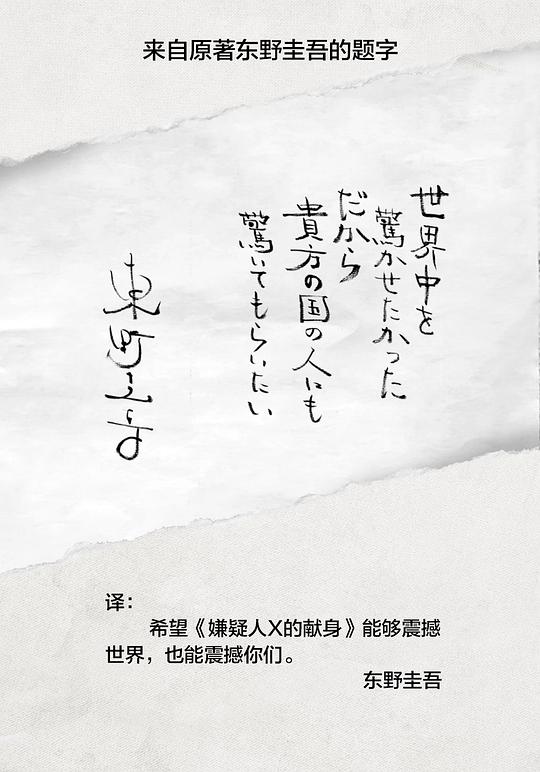 来自原著东野圭吾的题字
世界中を
驚かせたかった
だから
貴方の国の人にも
驚いてもらいたい
東野圭吾
译：
希望《嫌疑人X的献身》能够震撼
世界，也能震撼你们。
东野圭吾